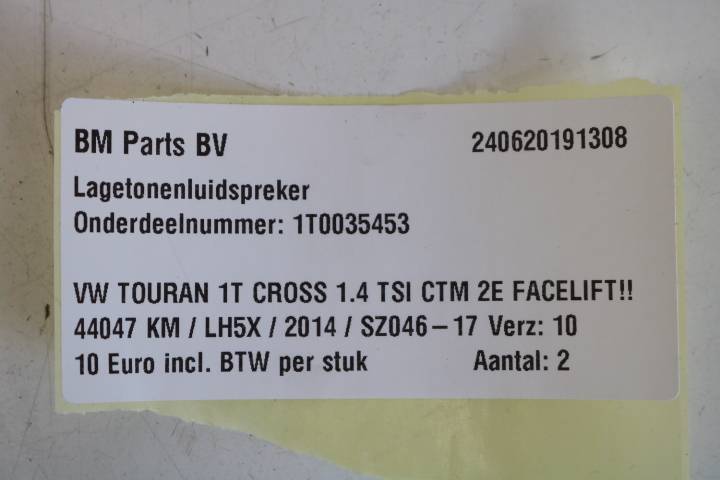 BM Parts BV 240620191308
Lagetonenluidspreker
Onderdeelnummer: 1T0035453
VW TOURAN 1T CROSS 1.4 TSI CTM 2E FACELIFT!!
44047 KM / LH5X / 2014 / SZ046-17 Verz: 10
10 Euro incl. BTW per stuk Aantal: 2